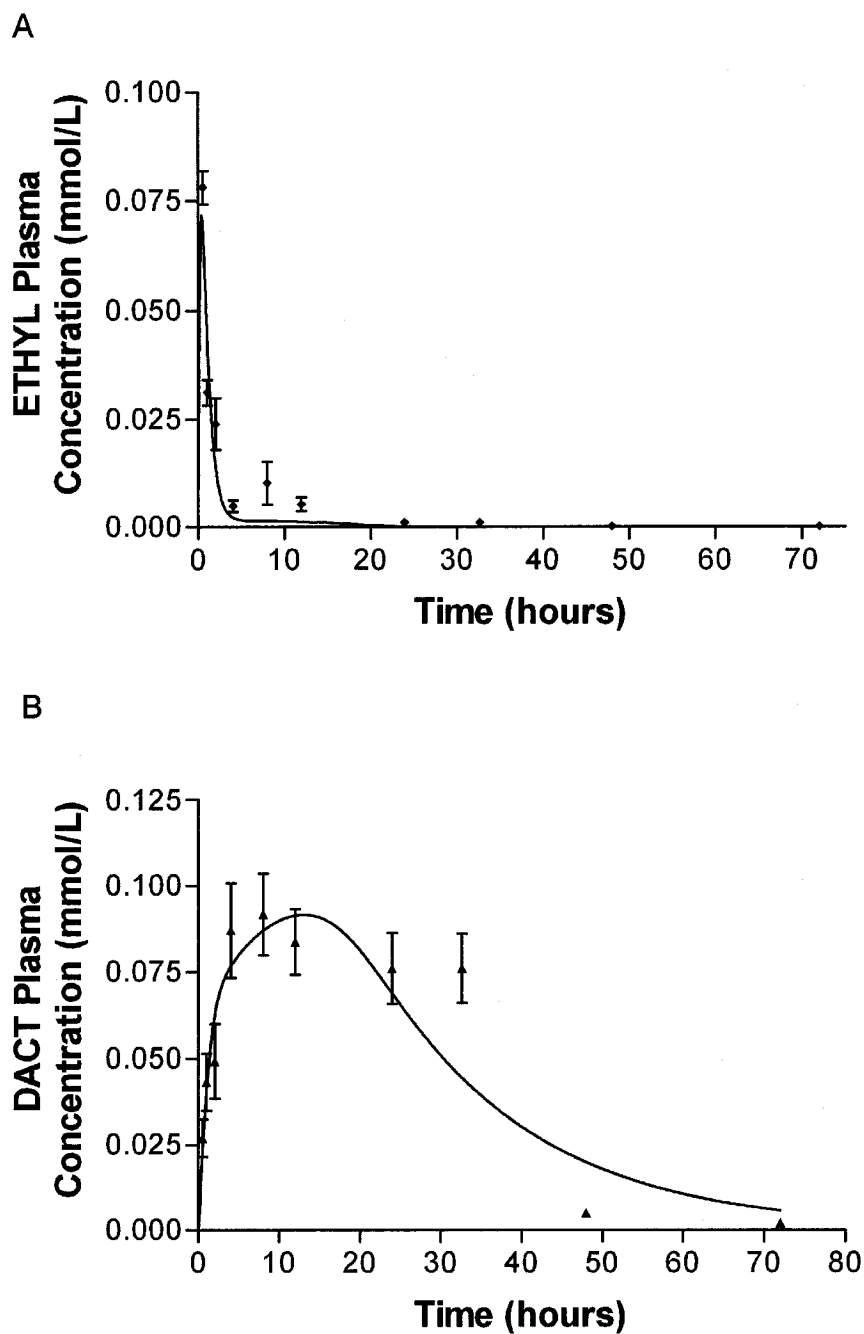 A
ETHYL Plasma
Concentration (mmol/L)
0.100
0.075
0.050
0.025
0.000
0 10 20 30 40 50 60 70
Time (hours)
B
DACT Plasma
Concentration (mmol/L)
0.125
0.100
0.075
0.050
0.025
0.000
0 10 20 30 40 50 60 70 80
Time (hours)